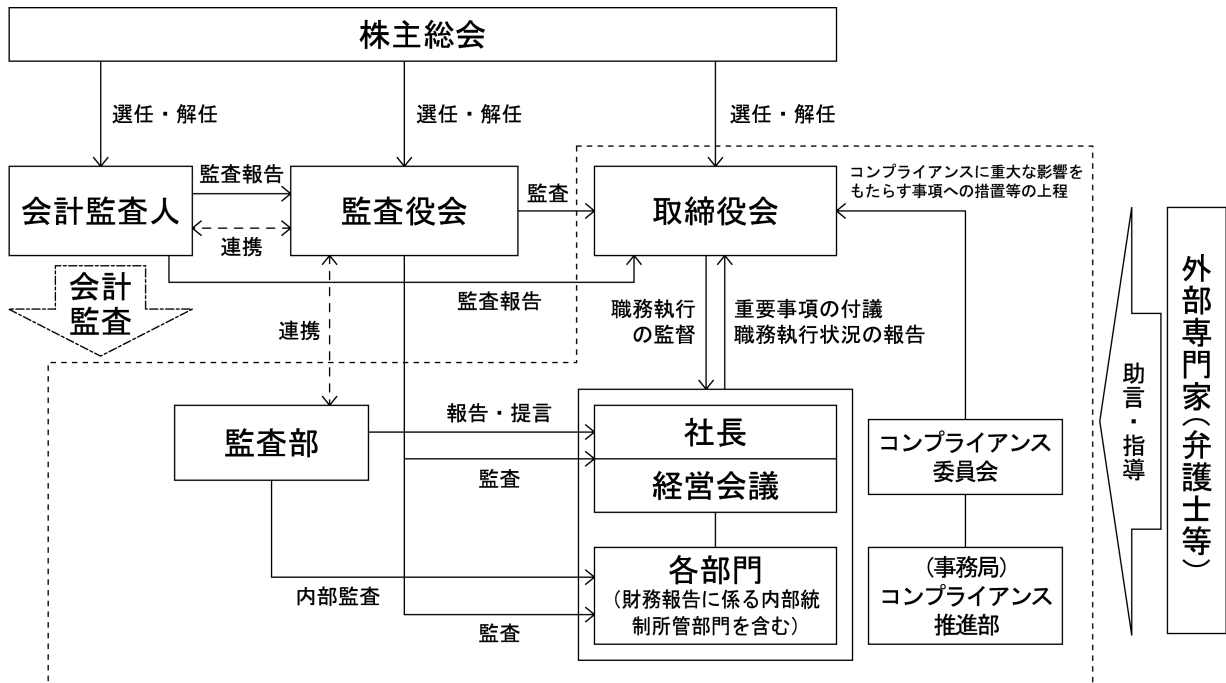 株主総会
選任・解任
選任・解任
選任・解任
会計監査人
監査報告
連携
監査役会
監査
取締役会
コンプライアンスに重大な影響を
もたらす事項への措置等の上程
会計
監査
監査報告
連携
職務執行
の監督
重要事項の付議
職務執行状況の報告
監査部
報告・提言
監査
社長
経営会議
コンプライアンス
委員会
内部監査
監査
各部門
（財務報告に係る内部統
制所管部門を含む）
（事務局）
コンプライアンス
推進部
助言・指導
外部専門家（弁護士等）